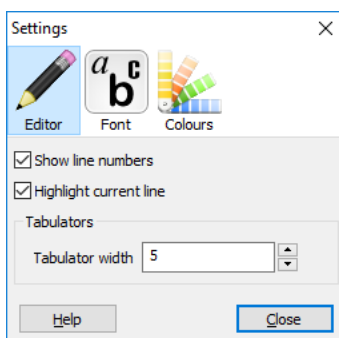 Settings
a b c
Editor Font Colours
Show line numbers
Highlight current line
Tabulators
Tabulator width 5
Help Close